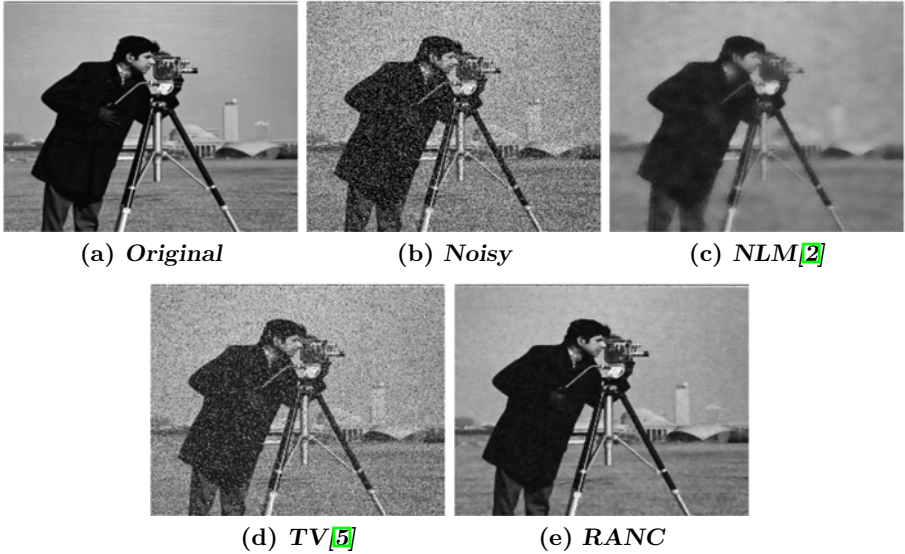 (a) Original
(b) Noisy
(c) NLM[2]
(d) TV[5]
(e) RANC